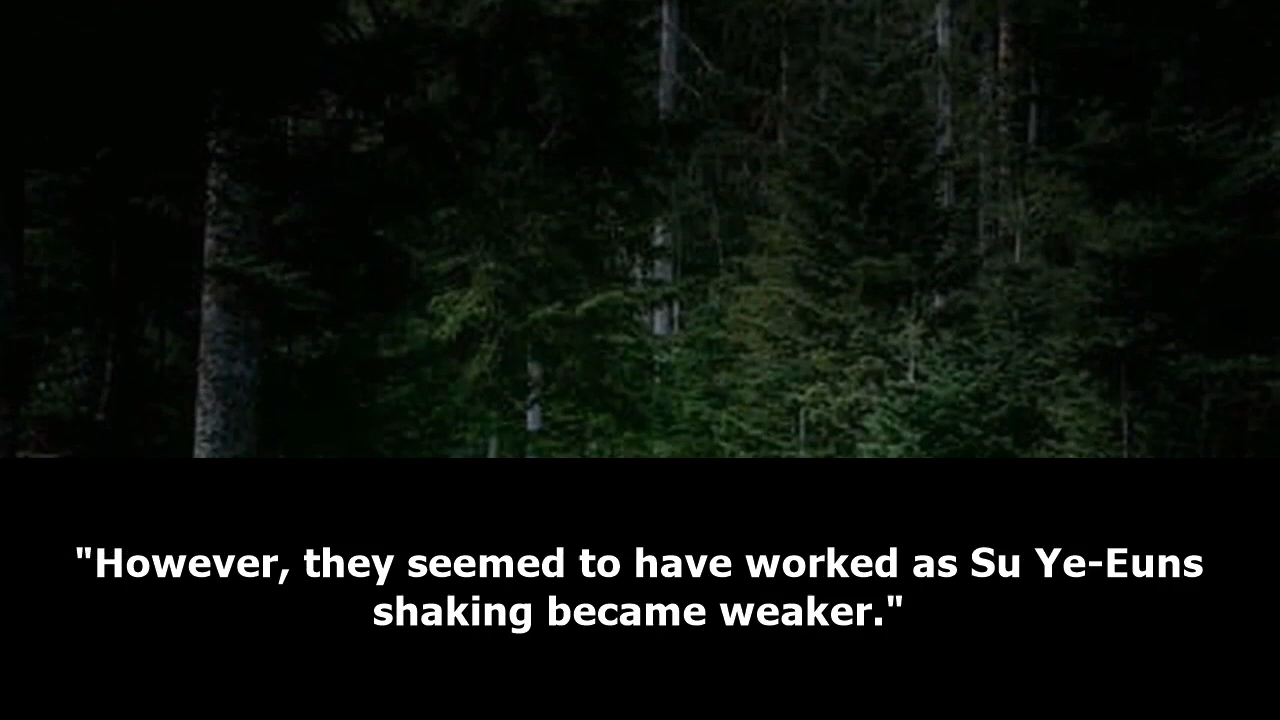 "However, they seemed to have worked as Su Ye-Euns
shaking became weaker."